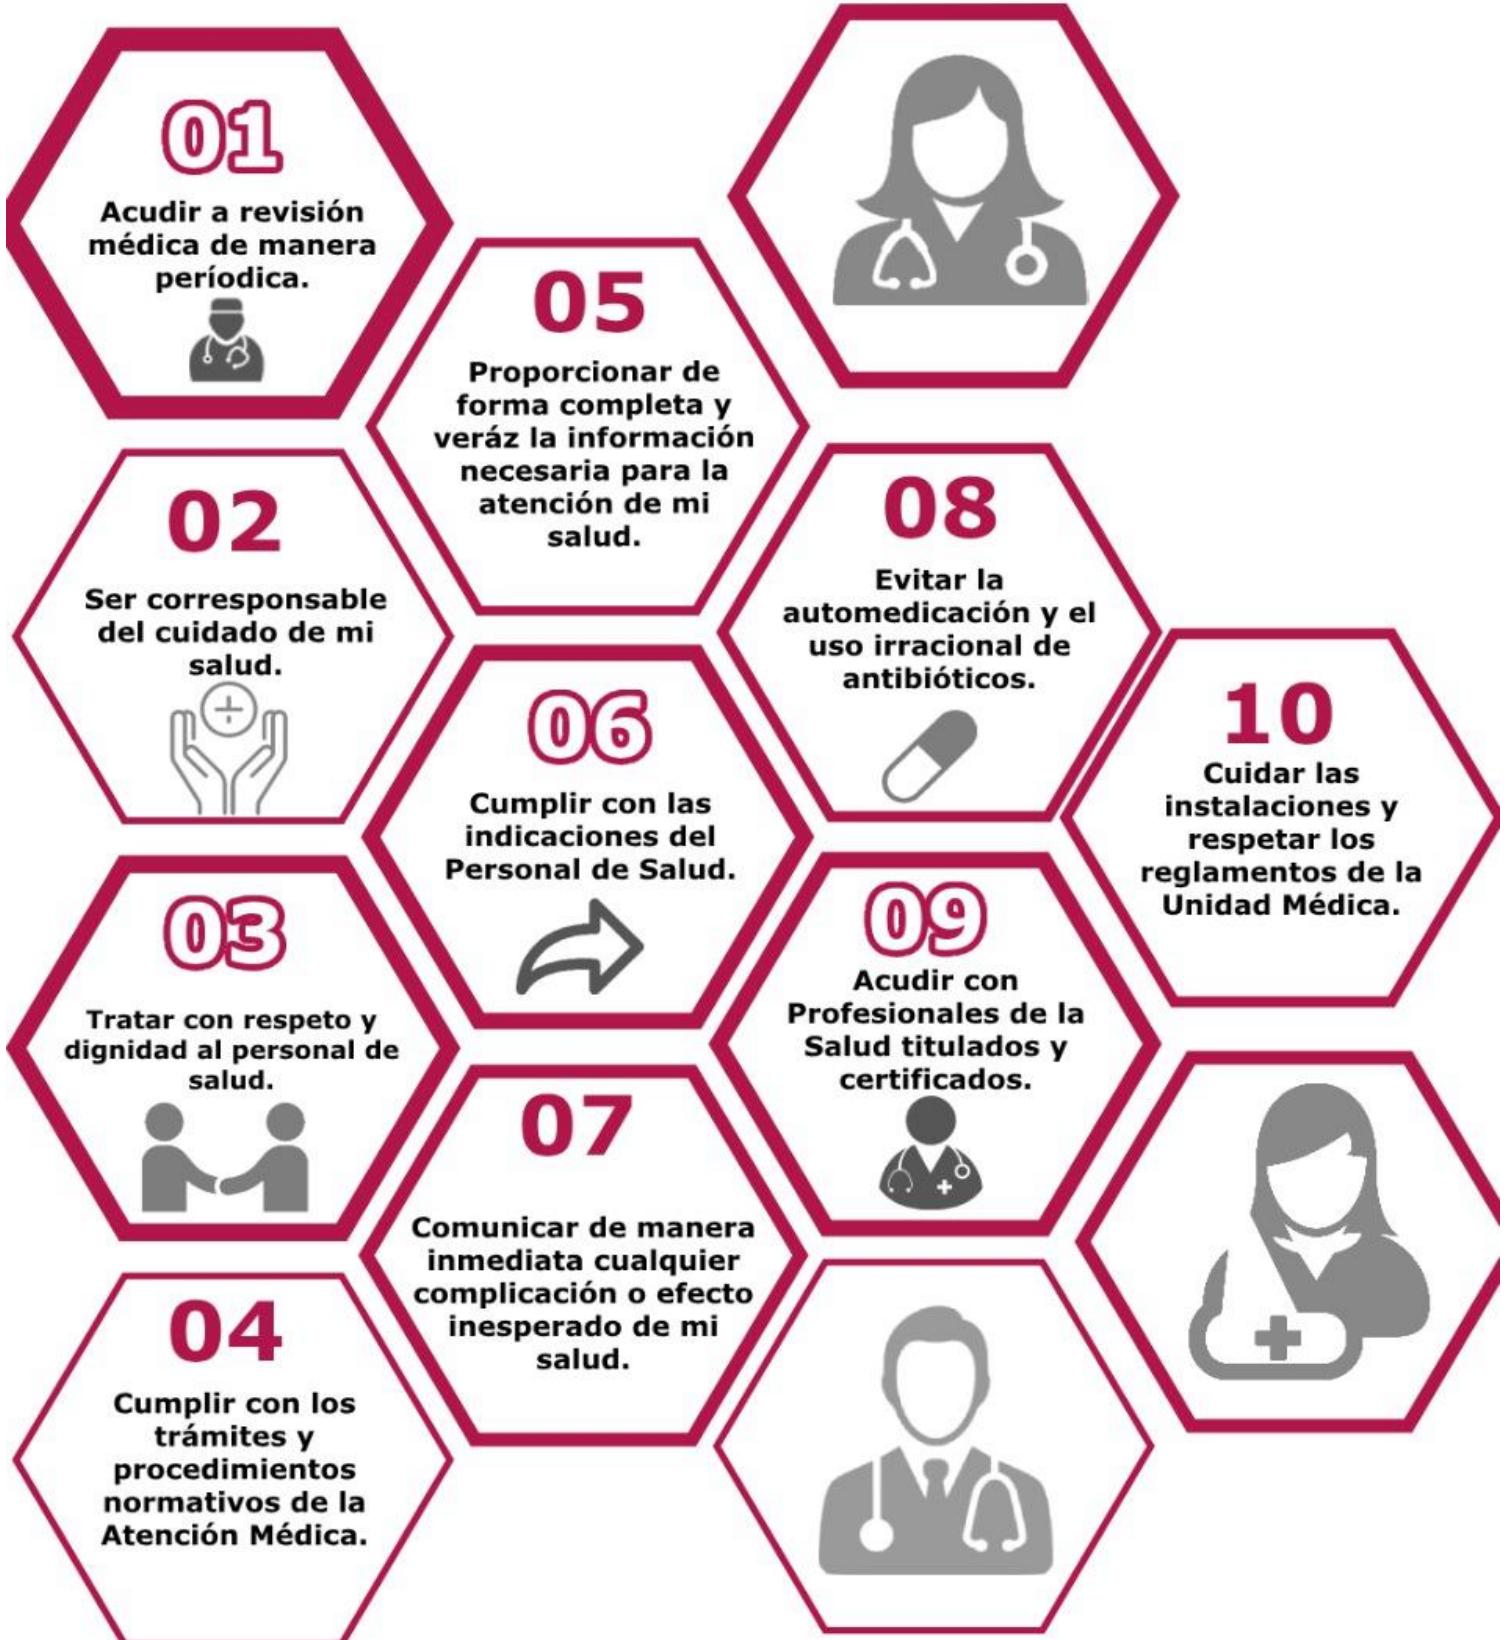 01
Acudir a revisión
médica de manera
períodica.
02
Ser corresponsable
del cuidado de mi
salud.
03
Tratar con respeto y
dignidad al personal de
salud.
04
Cumplir con los
trámites y
procedimientos
normativos de la
Atención Médica.
05
Proporcionar de
forma completa y
veráz la información
necesaria para la
atención de mi
salud.
06
Cumplir con las
indicaciones del
Personal de Salud.
07
Comunicar de manera
inmediata cualquier
complicación o efecto
inesperado de mi
salud.
08
Evitar la
automedicación y el
uso irracional de
antibióticos.
09
Acudir con
Profesionales de la
Salud titulados y
certificados.
10
Cuidar las
instalaciones y
respetar los
reglamentos de la
Unidad Médica.